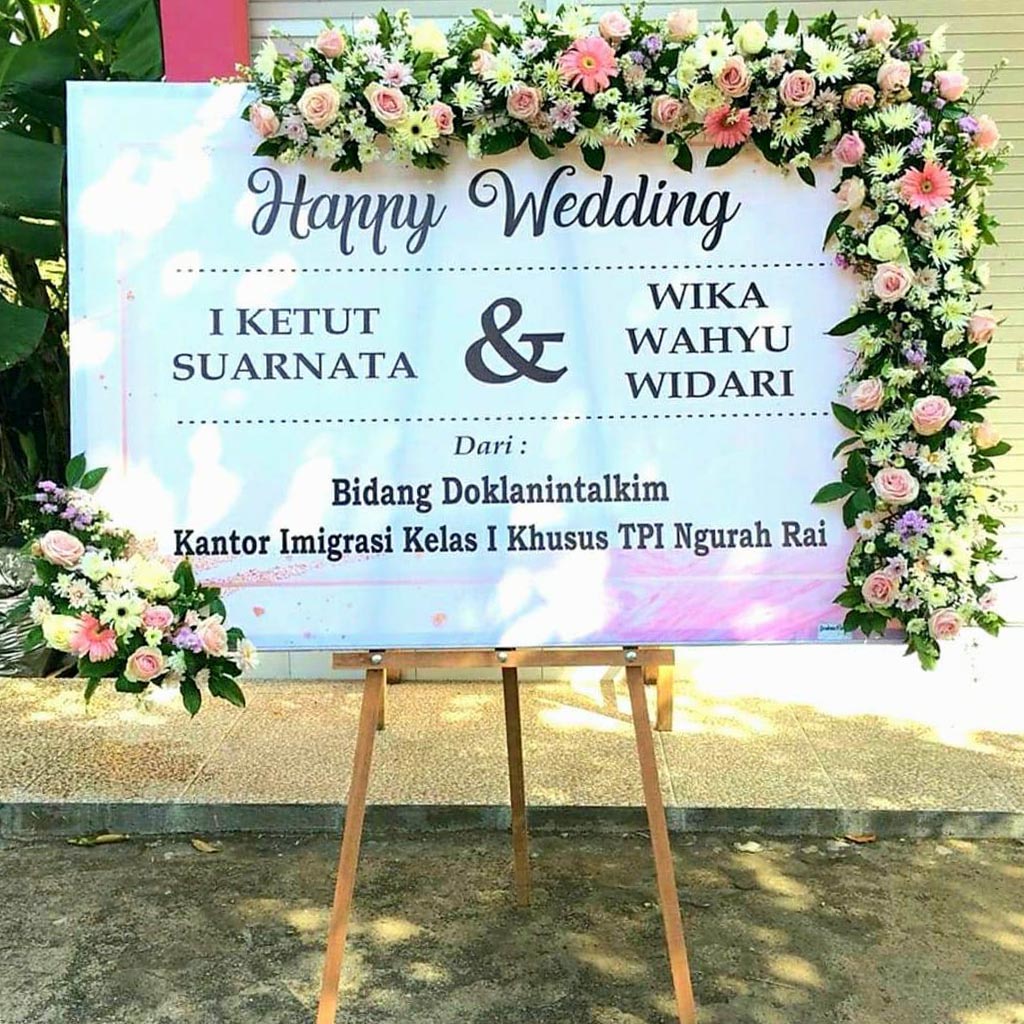 Happy Wedding
I KETUT
SUARNATA
&
WIKA
WAHYU
WIDARI
Dari :
Bidang Doklanintalkim
Kantor Imigrasi Kelas I Khusus TPI Ngurah Rai